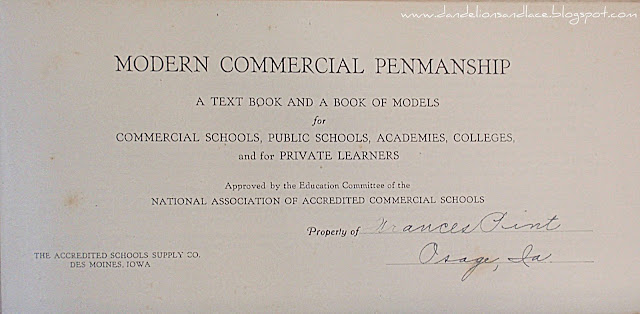 www.dandelionsandlace.blogspot.com
MODERN COMMERCIAL PENMANSHIP
A TEXT BOOK AND A BOOK OF MODELS
for
COMMERCIAL SCHOOLS, PUBLIC SCHOOLS, ACADEMIES, COLLEGES,
and for PRIVATE LEARNERS
Approved by the Education Committee of the
NATIONAL ASSOCIATION OF ACCREDITED COMMERCIAL SCHOOLS
Property of Frances Pint
Osage, Ia.
THE ACCREDITED SCHOOLS SUPPLY CO.
DES MOINES, IOWA